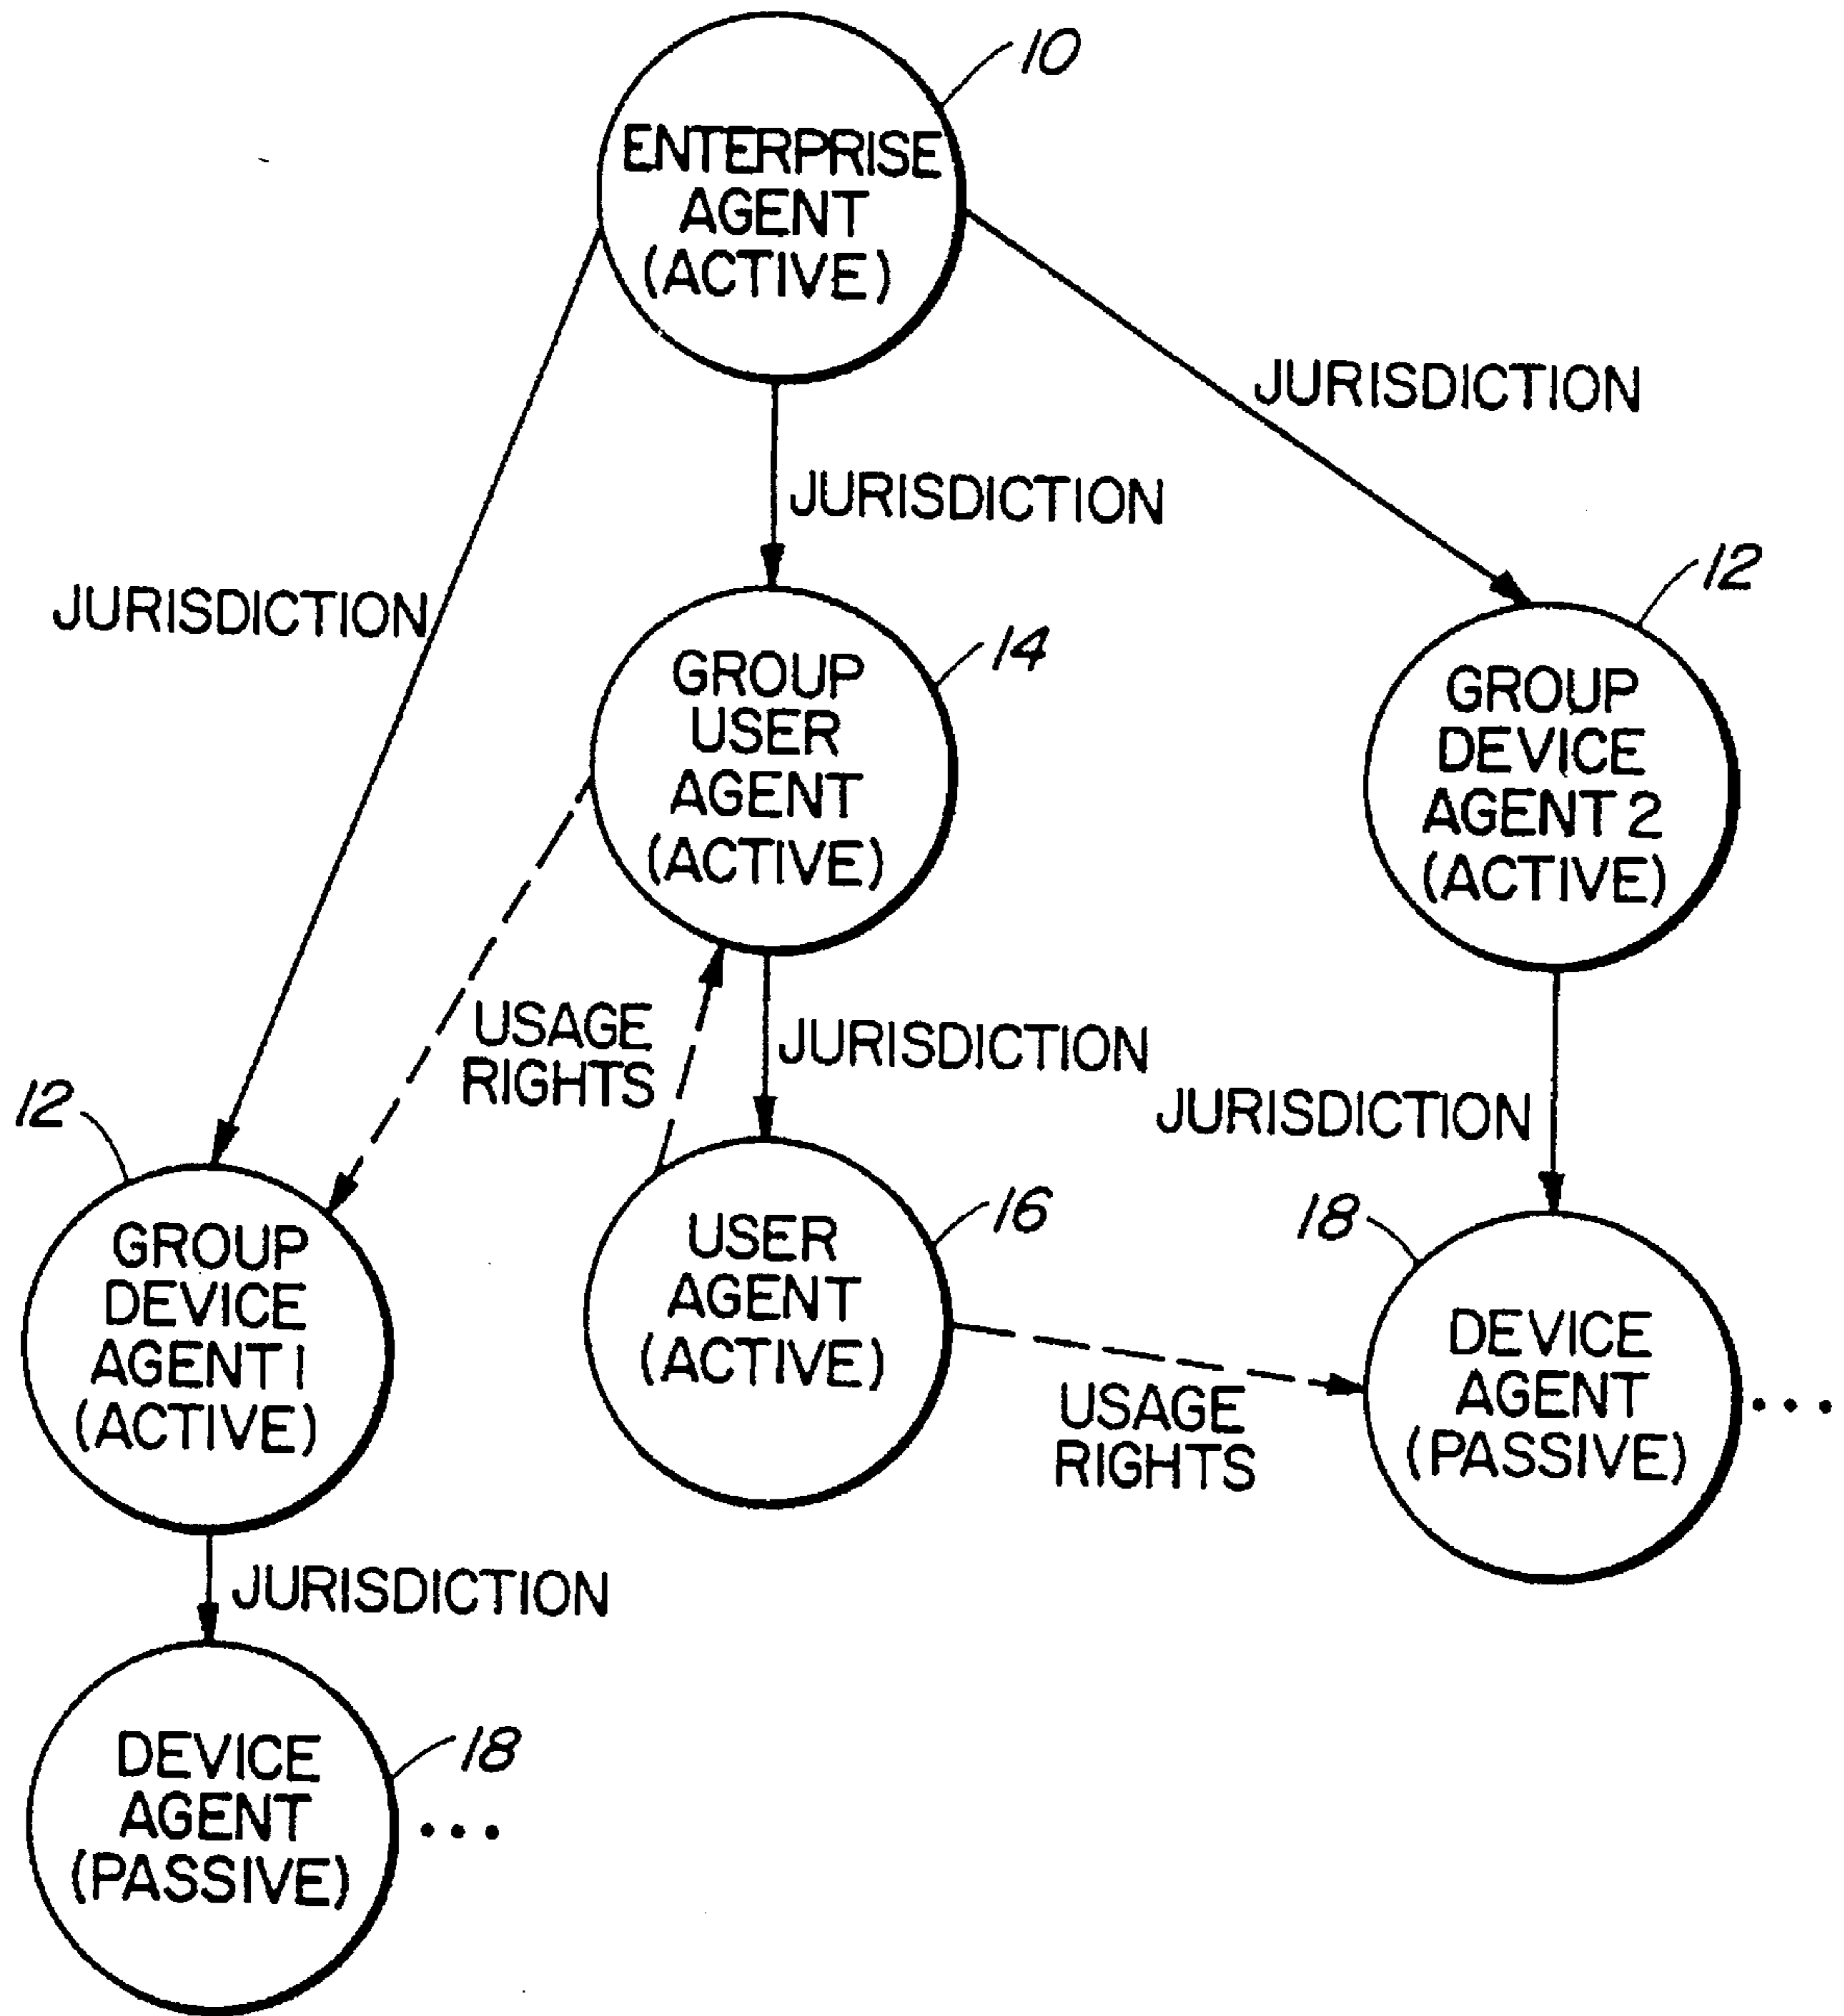 10
ENTERPRISE
AGENT
(ACTIVE)
JURISDICTION
JURISDICTION
JURISDICTION
12
14
GROUP
USER
AGENT
(ACTIVE)
GROUP
DEVICE
AGENT 2
(ACTIVE)
USAGE
RIGHTS
JURISDICTION
JURISDICTION
12
GROUP
DEVICE
AGENT 1
(ACTIVE)
16
USER
AGENT
(ACTIVE)
18
DEVICE
AGENT
(PASSIVE)
...
USAGE
RIGHTS
JURISDICTION
18
DEVICE
AGENT
(PASSIVE)
...